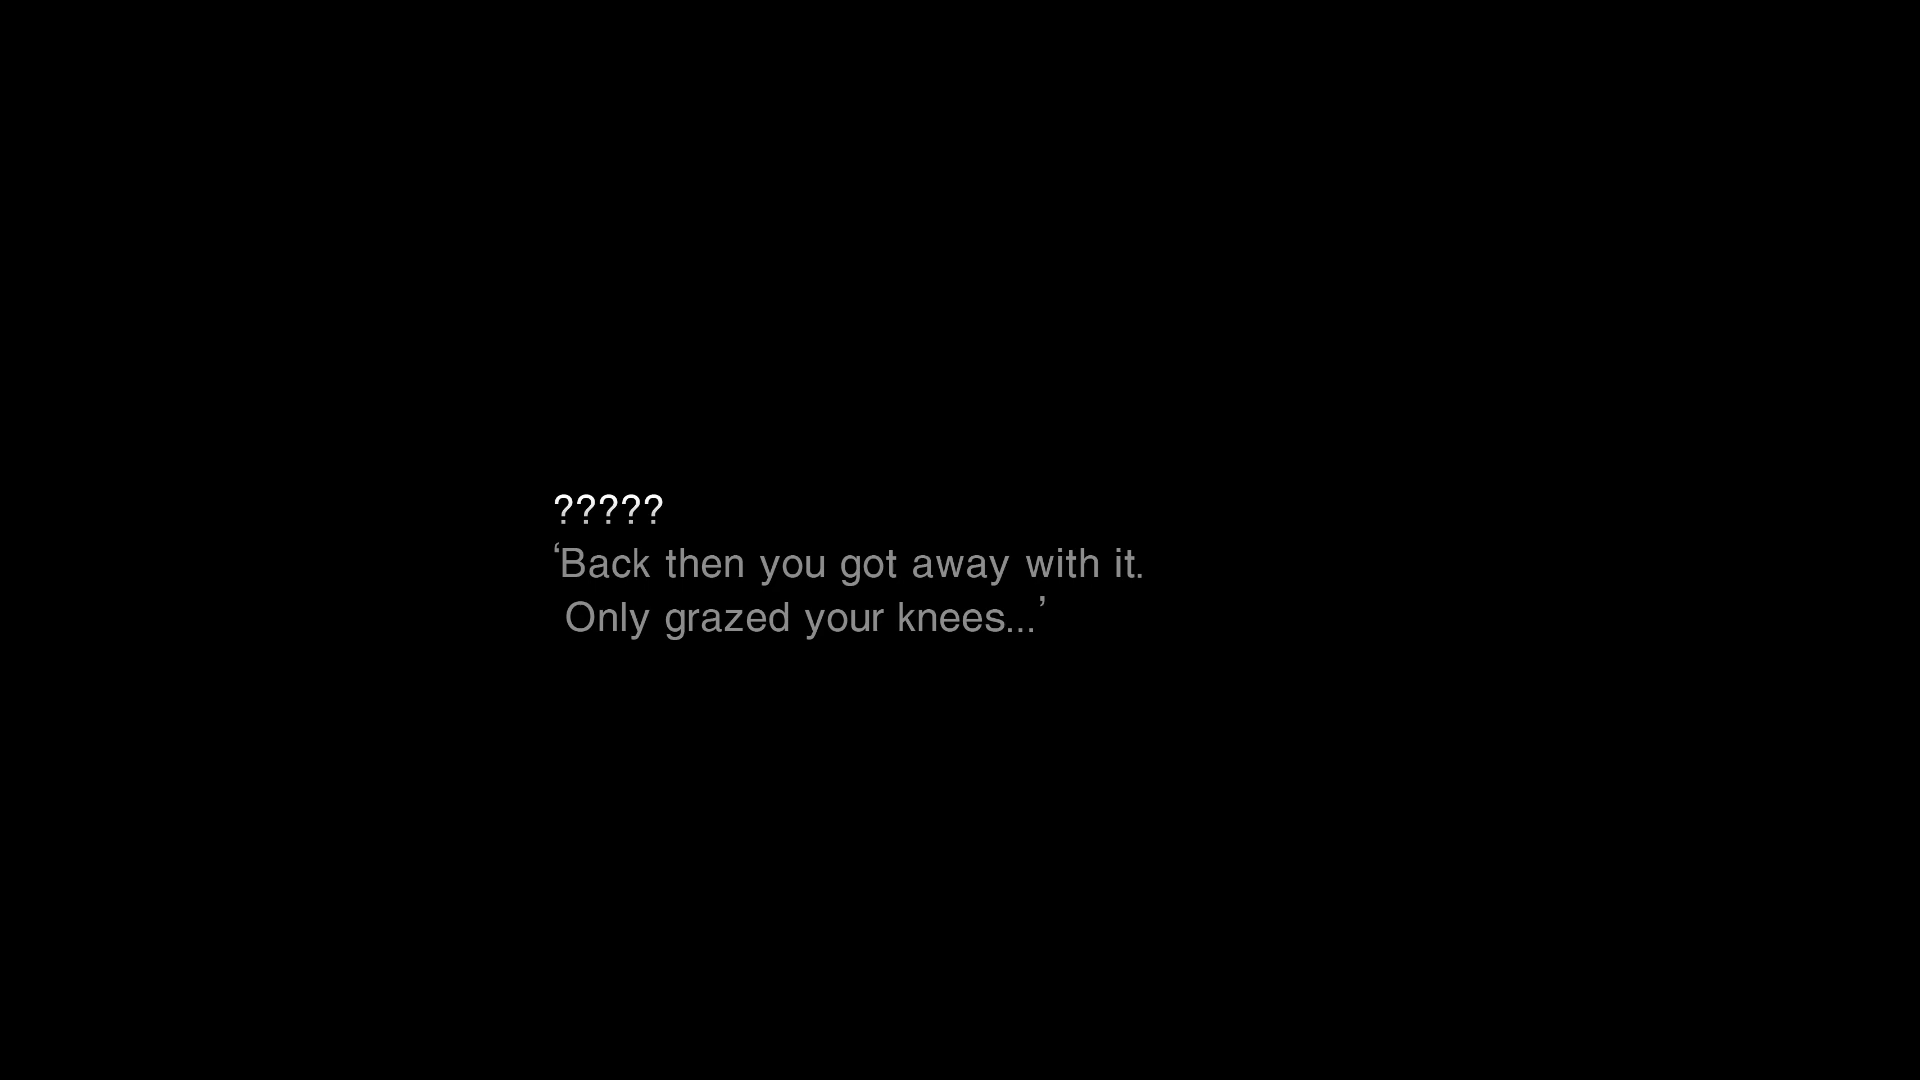 ?????
‘Back then you got away with it.
Only grazed your knees...’